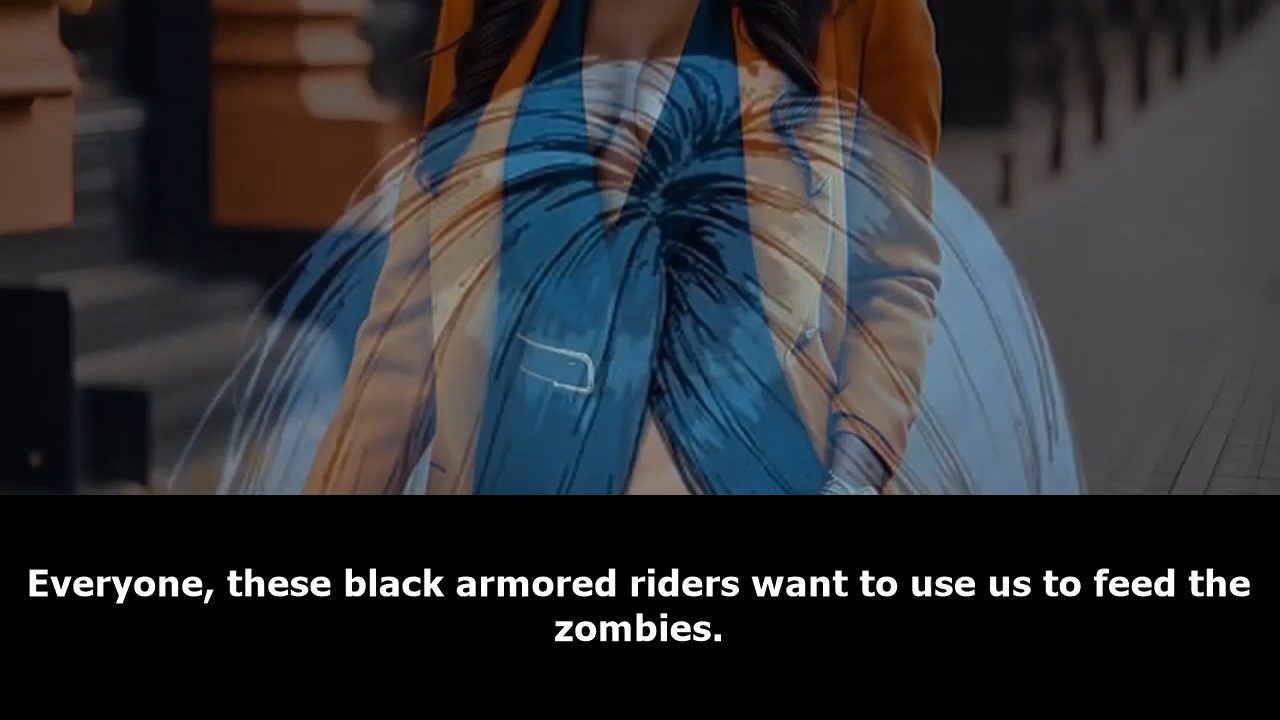 Everyone, these black armored riders want to use us to feed the
zombies.